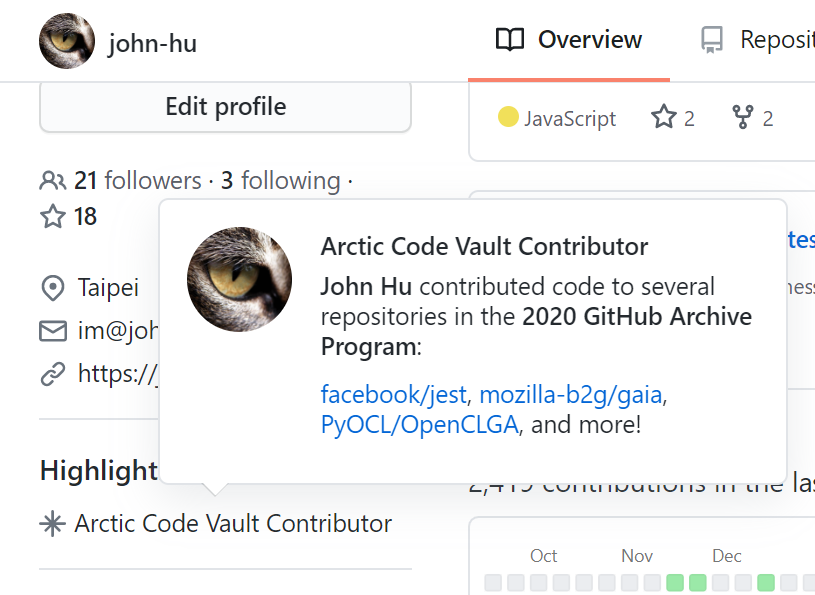 john-hu
Overview
Reposit
Edit profile
JavaScript 2 2
21 followers · 3 following ·
18
Arctic Code Vault Contributor
John Hu contributed code to several
repositories in the 2020 GitHub Archive
Program:
facebook/jest, mozilla-b2g/gaia,
PyOCL/OpenCLGA, and more!
Taipei
im@joh
https://
Highlight
Arctic Code Vault Contributor
2,419 contributions in the las
Oct Nov Dec